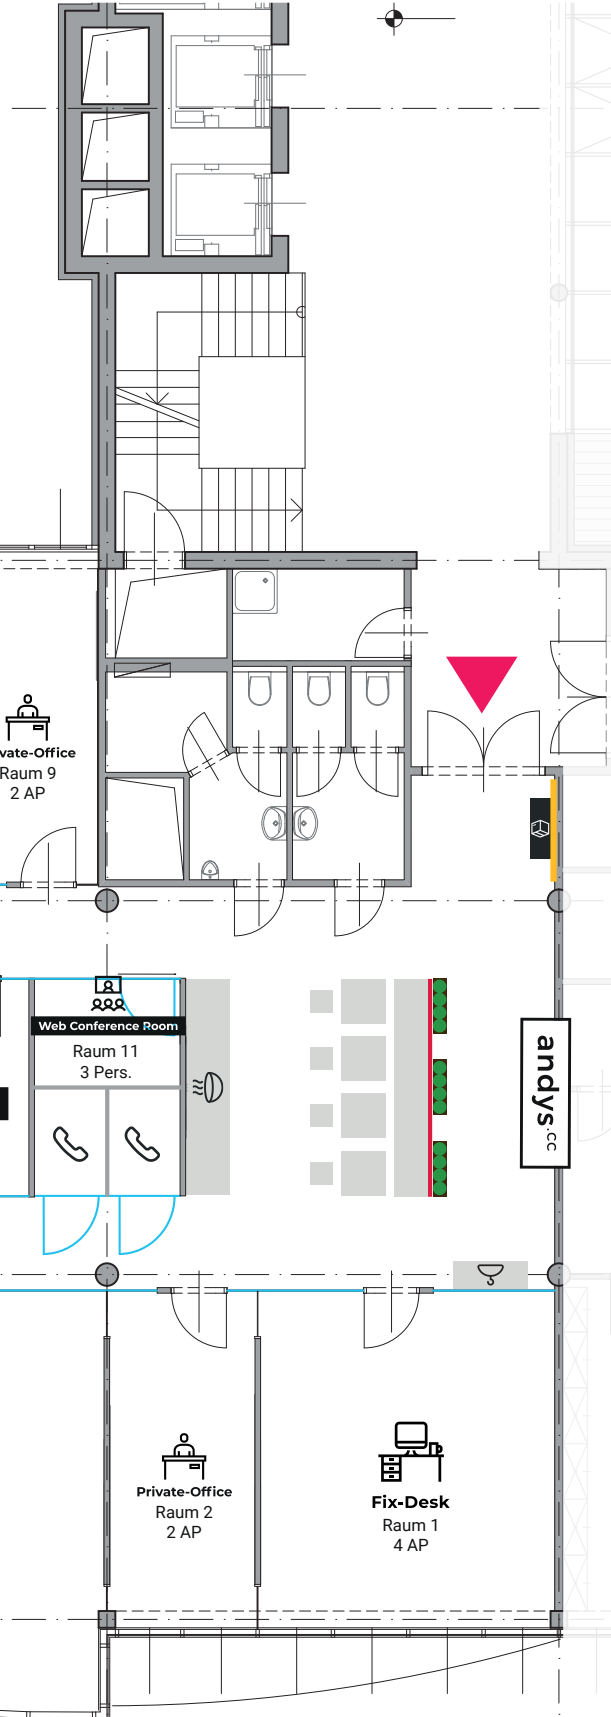 vate-Office
Raum 9
2 AP
Web Conference Room
Raum 11
3 Pers.
andys.cc
Private-Office
Raum 2
2 AP
Fix-Desk
Raum 1
4 AP